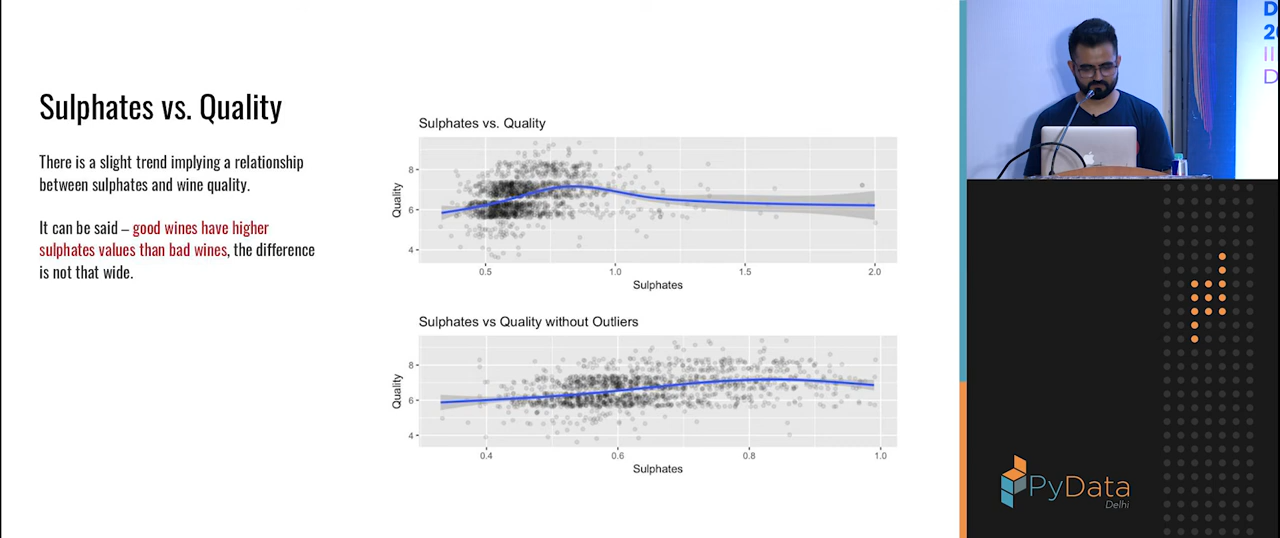 Sulphates vs. Quality
There is a slight trend implying a relationship
between sulphates and wine quality.
It can be said – good wines have higher
sulphates values than bad wines, the difference
is not that wide.
Sulphates vs. Quality
Quality
8
6
4
0.5 1.0 1.5 2.0
Sulphates
Sulphates vs Quality without Outliers
Quality
8
6
4
0.4 0.6 0.8 1.0
Sulphates
D
2
II
D
PyData
Delhi